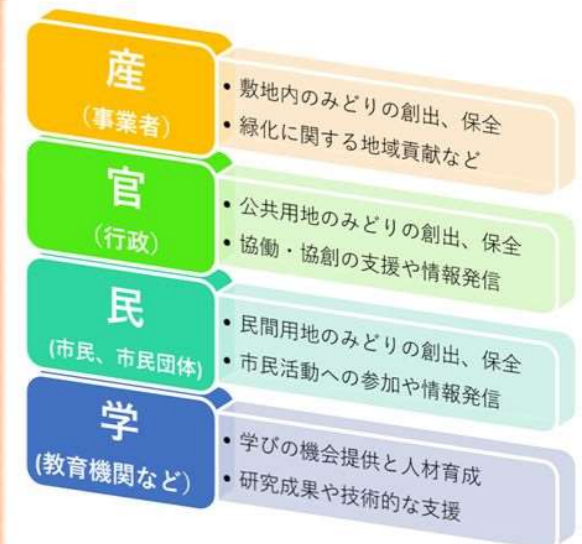 産
(事業者)
• 敷地内のみどりの創出、保全
• 緑化に関する地域貢献など
官
(行政)
• 公共用地のみどりの創出、保全
• 協働・協創の支援や情報発信
民
(市民、市民団体)
• 民間用地のみどりの創出、保全
• 市民活動への参加や情報発信
学
(教育機関など)
• 学びの機会提供と人材育成
• 研究成果や技術的な支援